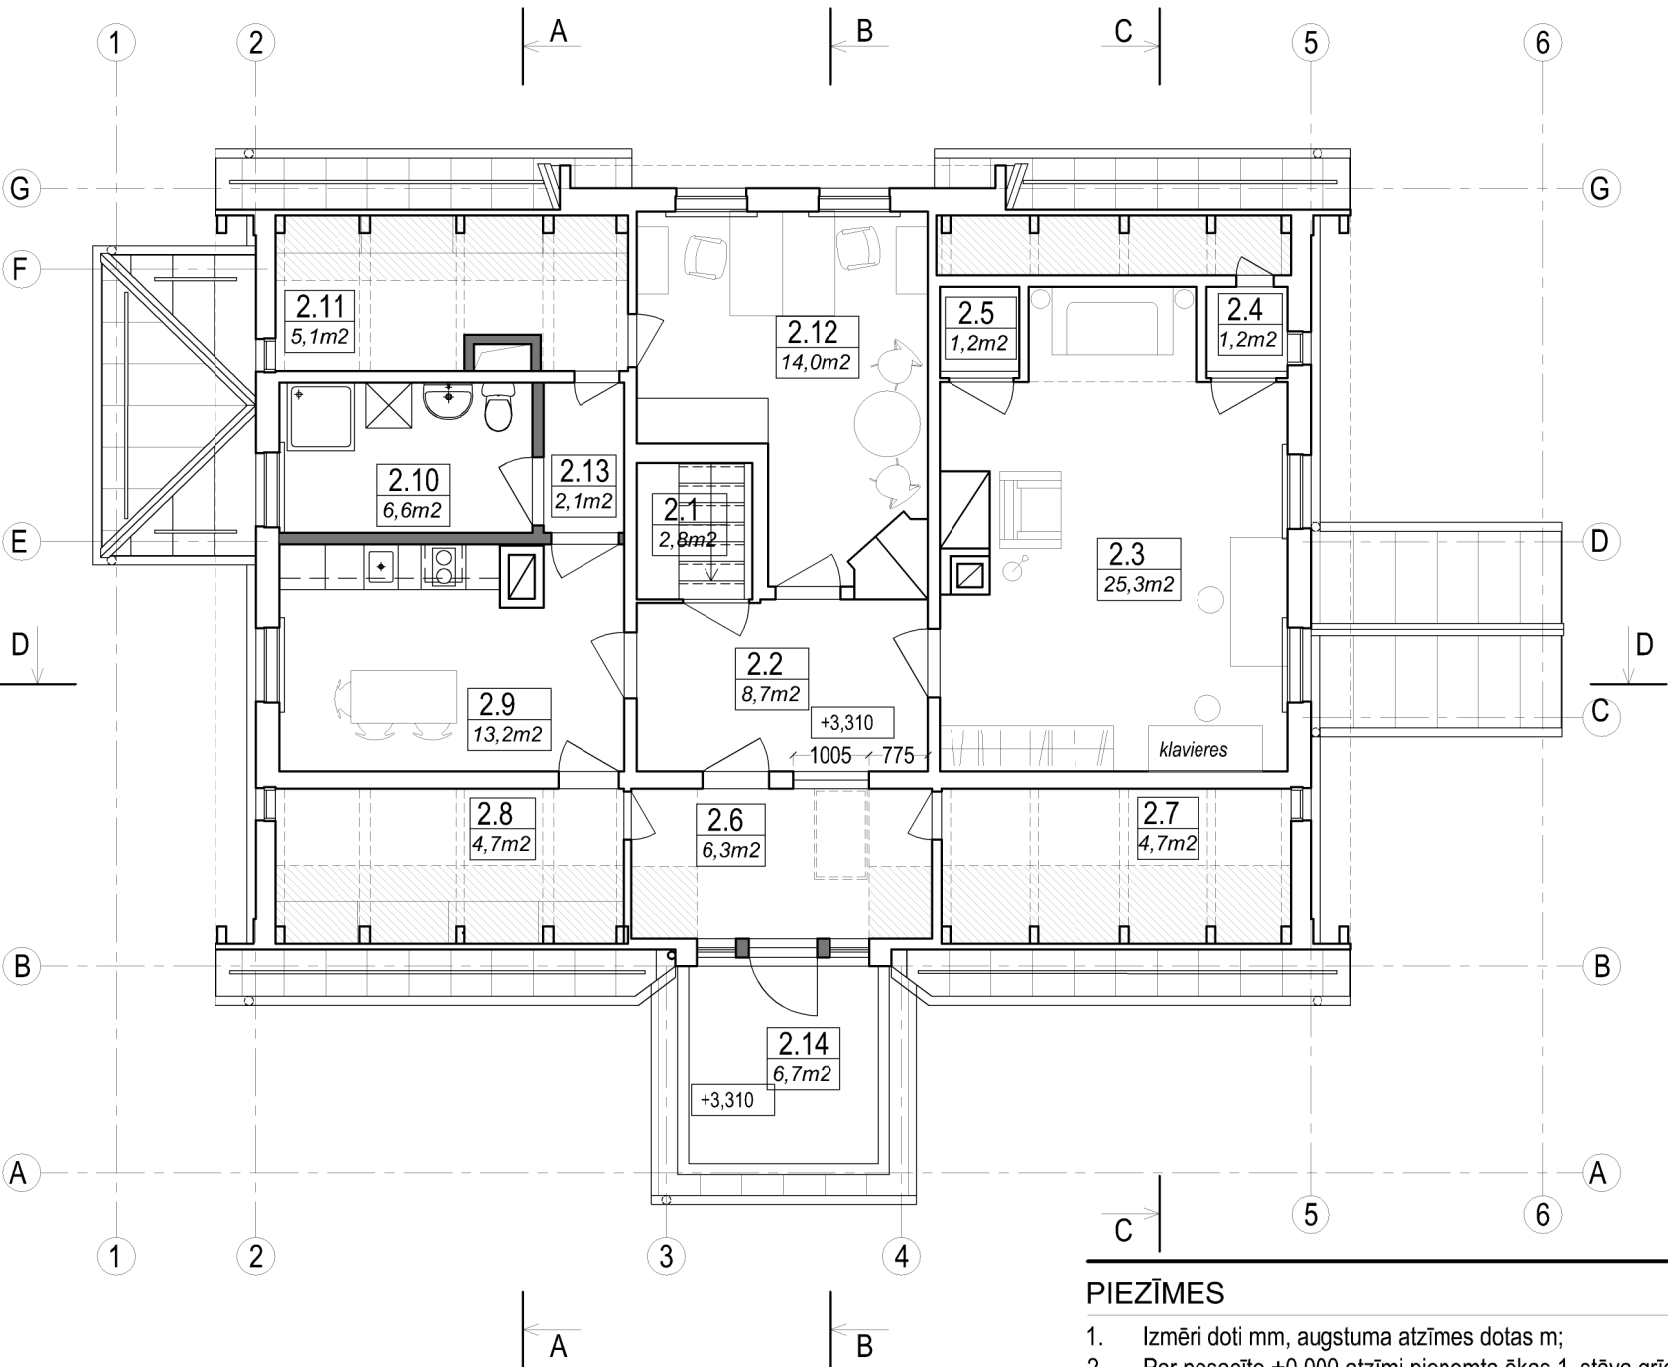 A B C
1 2 5 6
G G
F
2.11
5,1m2
2.12
14,0m2
2.5
1,2m2
2.4
1,2m2
2.10
6,6m2
2.13
2,1m2
2.1
2,8m2
E D
2.3
25,3m2
D D
2.2
8,7m2
2.9
13,2m2
+3,310
C
1005 775
klavieres
2.8
4,7m2
2.6
6,3m2
2.7
4,7m2
B B
2.14
6,7m2
+3,310
A A
C
5 6
1 2 3 4
PIEZĪMES
A B
1. Izmēri doti mm, augstuma atzīmes dotas m;
2.